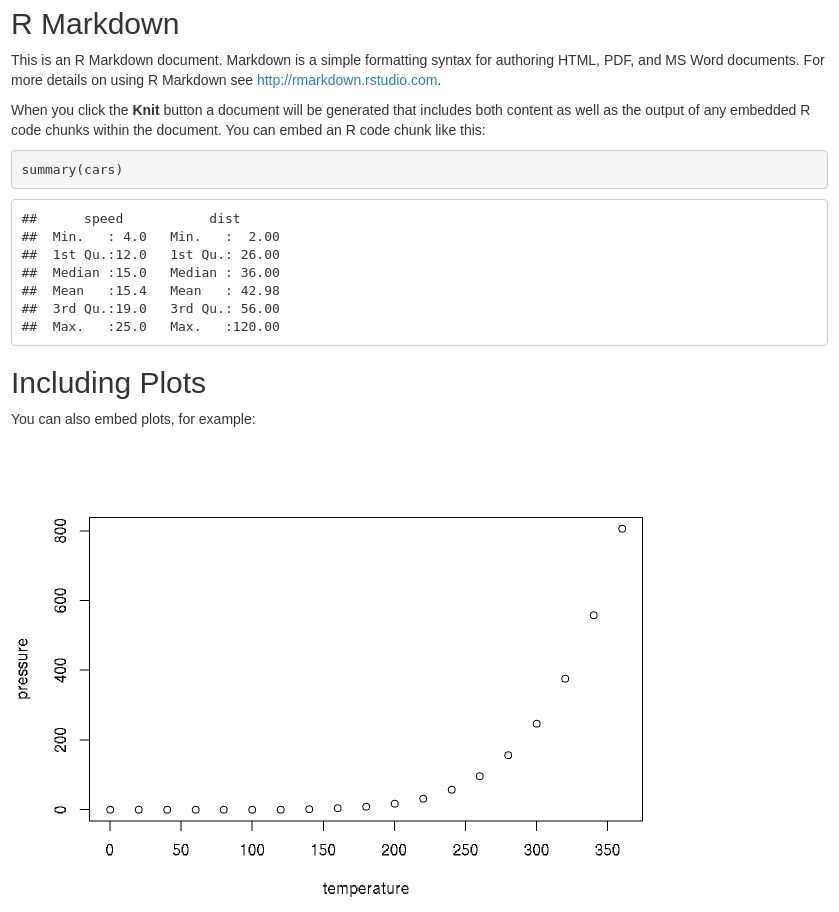 R Markdown
This is an R Markdown document. Markdown is a simple formatting syntax for authoring HTML, PDF, and MS Word documents. For
more details on using R Markdown see http://rmarkdown.rstudio.com.
When you click the Knit button a document will be generated that includes both content as well as the output of any embedded R
code chunks within the document. You can embed an R code chunk like this:
summary(cars)
##      speed           dist
##  Min.   : 4.0   Min.   :  2.00
##  1st Qu.:12.0   1st Qu.: 26.00
##  Median :15.0   Median : 36.00
##  Mean   :15.4   Mean   : 42.98
##  3rd Qu.:19.0   3rd Qu.: 56.00
##  Max.   :25.0   Max.   :120.00
Including Plots
You can also embed plots, for example:
800
600
400
200
0
pressure
0 50 100 150 200 250 300 350
temperature